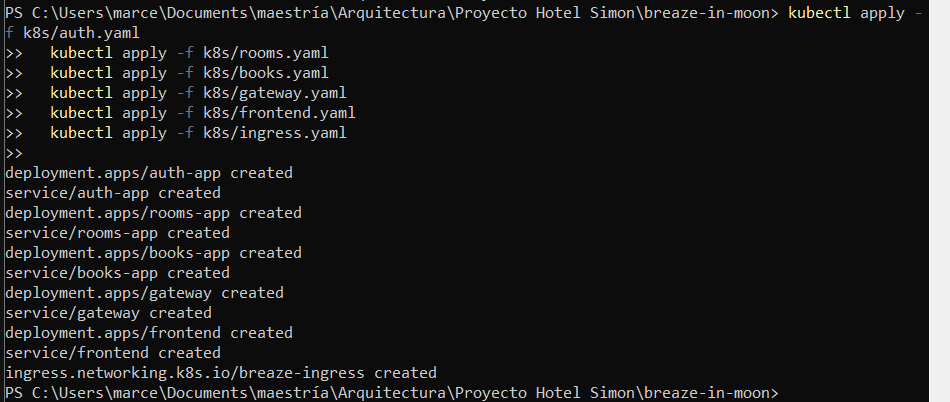 PS C:\Users\marce\Documents\maestría\Arquitectura\Proyecto Hotel Simon\breaze-in-moon> kubectl apply -
f k8s/auth.yaml
>>   kubectl apply -f k8s/rooms.yaml
>>   kubectl apply -f k8s/books.yaml
>>   kubectl apply -f k8s/gateway.yaml
>>   kubectl apply -f k8s/frontend.yaml
>>   kubectl apply -f k8s/ingress.yaml
>>
deployment.apps/auth-app created
service/auth-app created
deployment.apps/rooms-app created
service/rooms-app created
deployment.apps/books-app created
service/books-app created
deployment.apps/gateway created
service/gateway created
deployment.apps/frontend created
service/frontend created
ingress.networking.k8s.io/breaze-ingress created
PS C:\Users\marce\Documents\maestría\Arquitectura\Proyecto Hotel Simon\breaze-in-moon>